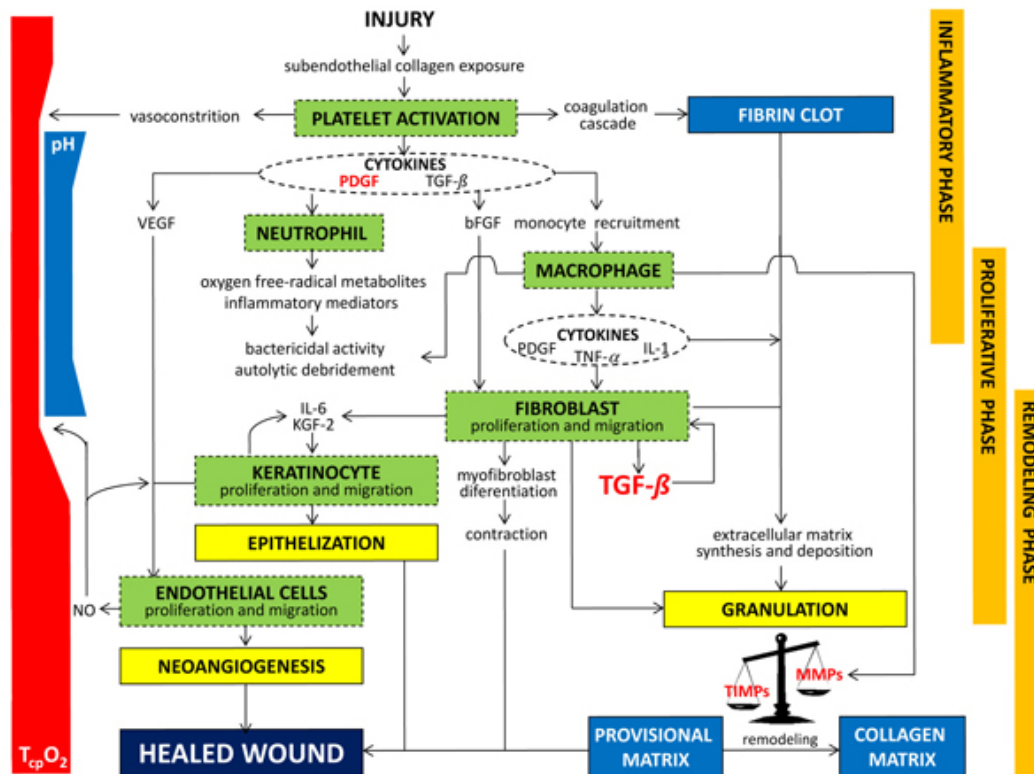 INJURY
subendothelial collagen exposure
vasoconstrition
PLATELET ACTIVATION
coagulation
cascade
FIBRIN CLOT
pH
CYTOKINES
PDGF
TGF-β
VEGF
NEUTROPHIL
bFGF
monocyte recruitment
oxygen free-radical metabolites
inflammatory mediators
MACROPHAGE
bactericidal activity
autolytic debridement
CYTOKINES
PDGF
TNF-α
IL-1
IL-6
KGF-2
FIBROBLAST
proliferation and migration
KERATINOCYTE
proliferation and migration
myofibroblast
diferentiation
TGF-β
EPITHELIZATION
contraction
extracellular matrix
synthesis and deposition
NO
ENDOTHELIAL CELLS
proliferation and migration
GRANULATION
NEOANGIOGENESIS
TIMPs
MMPs
TcpO2
HEALED WOUND
PROVISIONAL
MATRIX
remodeling
COLLAGEN
MATRIX
INFLAMMATORY PHASE
PROLIFERATIVE PHASE
REMODELING PHASE